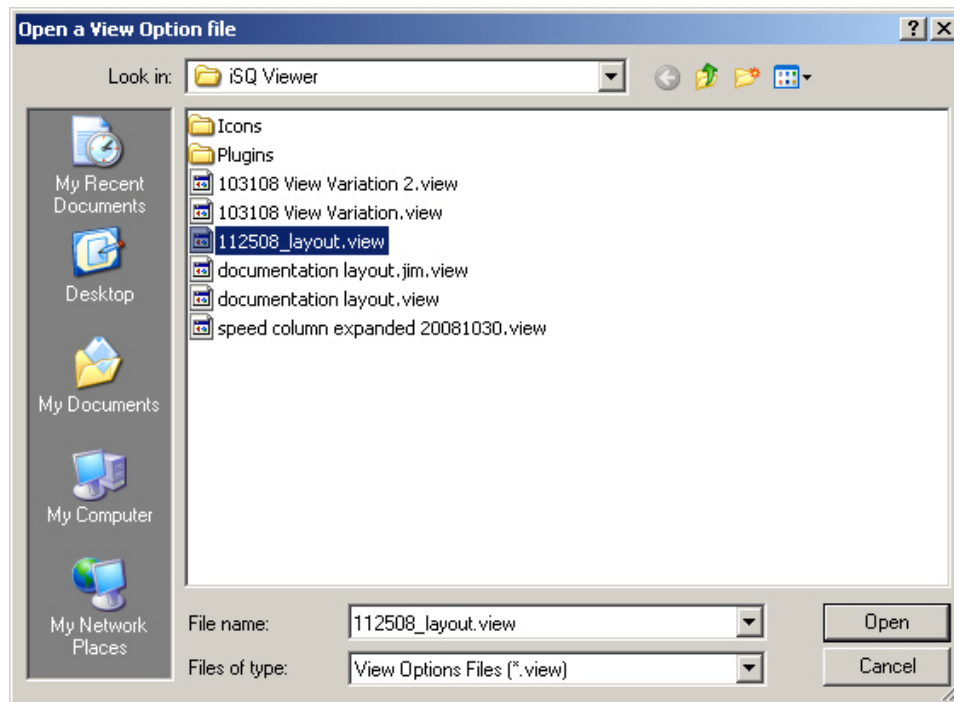 Open a View Option file
Look in: iSQ Viewer
My Recent
Documents
Desktop
My Documents
My Computer
My Network
Places
Icons
Plugins
103108 View Variation 2.view
103108 View Variation.view
112508_layout.view
documentation layout.jim.view
documentation layout.view
speed column expanded 20081030.view
File name: 112508_layout.view Open
Files of type: View Options Files (*.view) Cancel